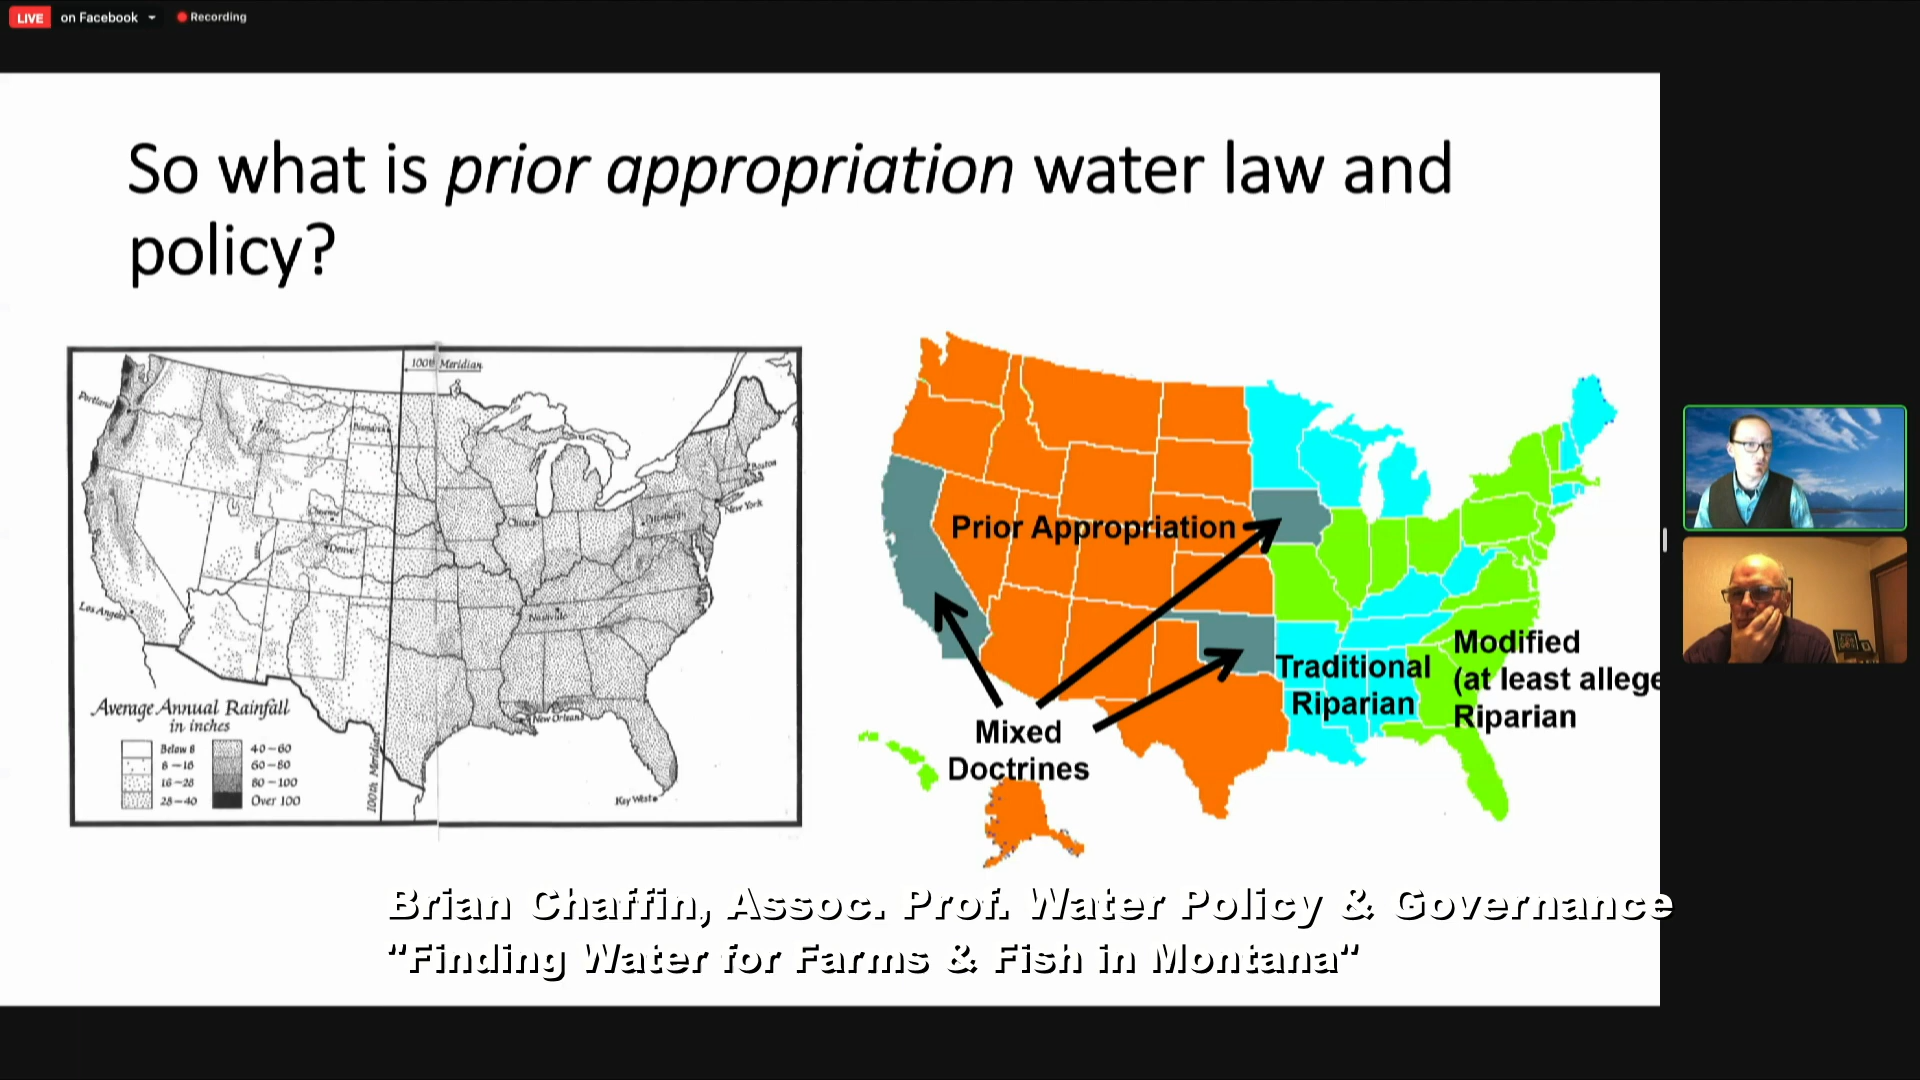 LIVE on Facebook Recording
So what is prior appropriation water law and
policy?
100th Meridian
Portland
Helena
Bismarck
Boston
New York
Cheyenne
Chicago
Pittsburgh
Denver
Los Angeles
Nashville
New Orleans
Key West
100th Meridian
Average Annual Rainfall
in inches
Below 8
8-16
16-28
28-40
40-60
60-80
80-100
Over 100
Prior Appropriation
Traditional
Riparian
Modified
(at least allege
Riparian
Mixed
Doctrines
Brian Chaffin, Assoc. Prof. Water Policy & Governance
"Finding Water for Farms & Fish in Montana"